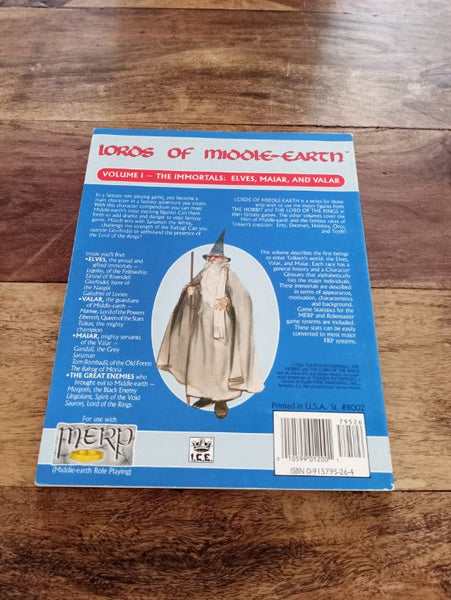 LORDS OF MIDDLE-EARTH™
VOLUME I – THE IMMORTALS: ELVES, MAIAR, AND VALAR
In a fantasy role playing game, you become a
main character in a fantasy adventure you create.
With this character compendium you can meet
Middle-earth's most exciting figures! Call them
forth to add drama and danger to your fantasy
game. Match wits with Saruman the White,
challenge the strength of the Balrog! Can you
outride Glorfindel or withstand the presence of
the Lord of the Rings?
Inside you'll find:
• ELVES, the proud and
gifted immortals —
Legolas, of the Fellowship
Elrond of Rivendell
Glorfindel, bane of
the Nazgûl
Galadriel of Lórien
• VALAR, the guardians
of Middle-earth —
Manwë, Lord of the Powers
Elbereth, Queen of the Stars
Tulkas, the mighty
champion
• MAIAR, mighty servants
of the Valar —
Gandalf, the Grey
Saruman
Tom Bombadil, of the Old Forest
The Balrog of Moria
• THE GREAT ENEMIES who
brought evil to Middle-earth —
Morgoth, the Black Enemy
Ungoliant, Spirit of the Void
Sauron, Lord of the Rings
For use with
MERP
(Middle-earth Role Playing)
I.C.E.
LORDS OF MIDDLE-EARTH is a series for those
who wish to use the major figures from
THE HOBBIT and THE LORD OF THE RINGS in
their fantasy games. The other volumes cover the
Men of Middle-earth and the famous races of
Tolkien's creation: Ents, Dwarves, Hobbits, Orcs,
and Trolls!
This volume describes the first beings
to enter Tolkien's world: the Elves,
Valar, and Maiar. Each race has a
general history and a Character
Glossary that alphabetically
lists the major individuals.
These immortals are described
in terms of appearance,
motivation, characteristics
and background.
Game Statistics for the
MERP and Rolemaster
game systems are included.
These stats can be easily
converted to most major
FRP systems.
Printed in U.S.A. St. #8002
79576
0 10599 01200 1
ISBN 0-915795-26-4